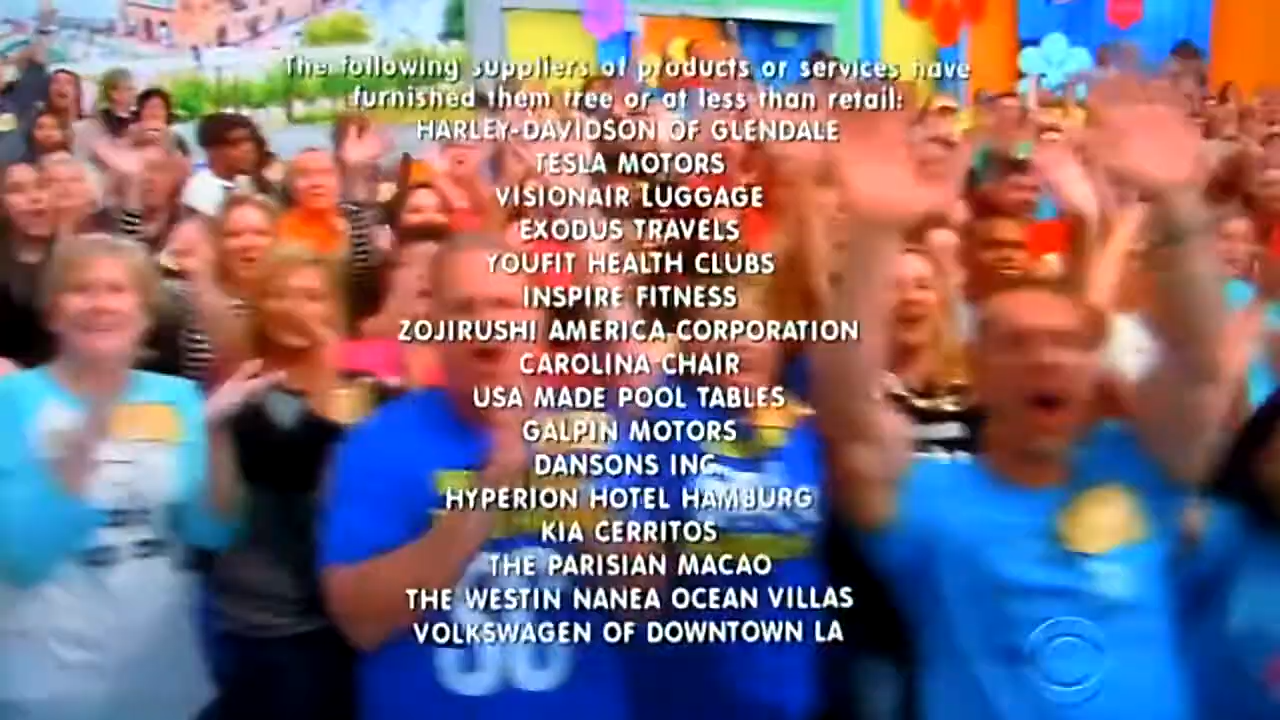 The following suppliers of products or services have
furnished them free or at less than retail:
HARLEY-DAVIDSON OF GLENDALE
TESLA MOTORS
VISIONAIR LUGGAGE
EXODUS TRAVELS
YOUFIT HEALTH CLUBS
INSPIRE FITNESS
ZOJIRUSHI AMERICA CORPORATION
CAROLINA CHAIR
USA MADE POOL TABLES
GALPIN MOTORS
DANSONS INC.
HYPERION HOTEL HAMBURG
KIA CERRITOS
THE PARISIAN MACAO
THE WESTIN NANEA OCEAN VILLAS
VOLKSWAGEN OF DOWNTOWN LA